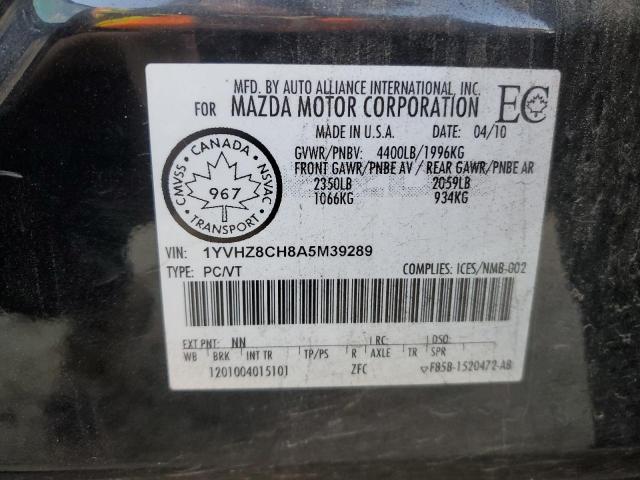 MFD. BY AUTO ALLIANCE INTERNATIONAL, INC.
FOR MAZDA MOTOR CORPORATION EC
MADE IN U.S.A. DATE: 04/10
GVWR/PNBV: 4400LB/1996KG
FRONT GAWR/PNBE AV / REAR GAWR/PNBE AR
2350LB 2059LB
1066KG 934KG
CANADA
CMVSS 967 NSVAC
TRANSPORT
VIN: 1YVHZ8CH8A5M39289
TYPE: PC/VT COMPLIES: ICES/NMB-002
EXT PNT: NN RC: DSO:
WB BRK INT TR TP/PS R AXLE TR SPR
1201004015101 ZFC F85B-1520472-AB